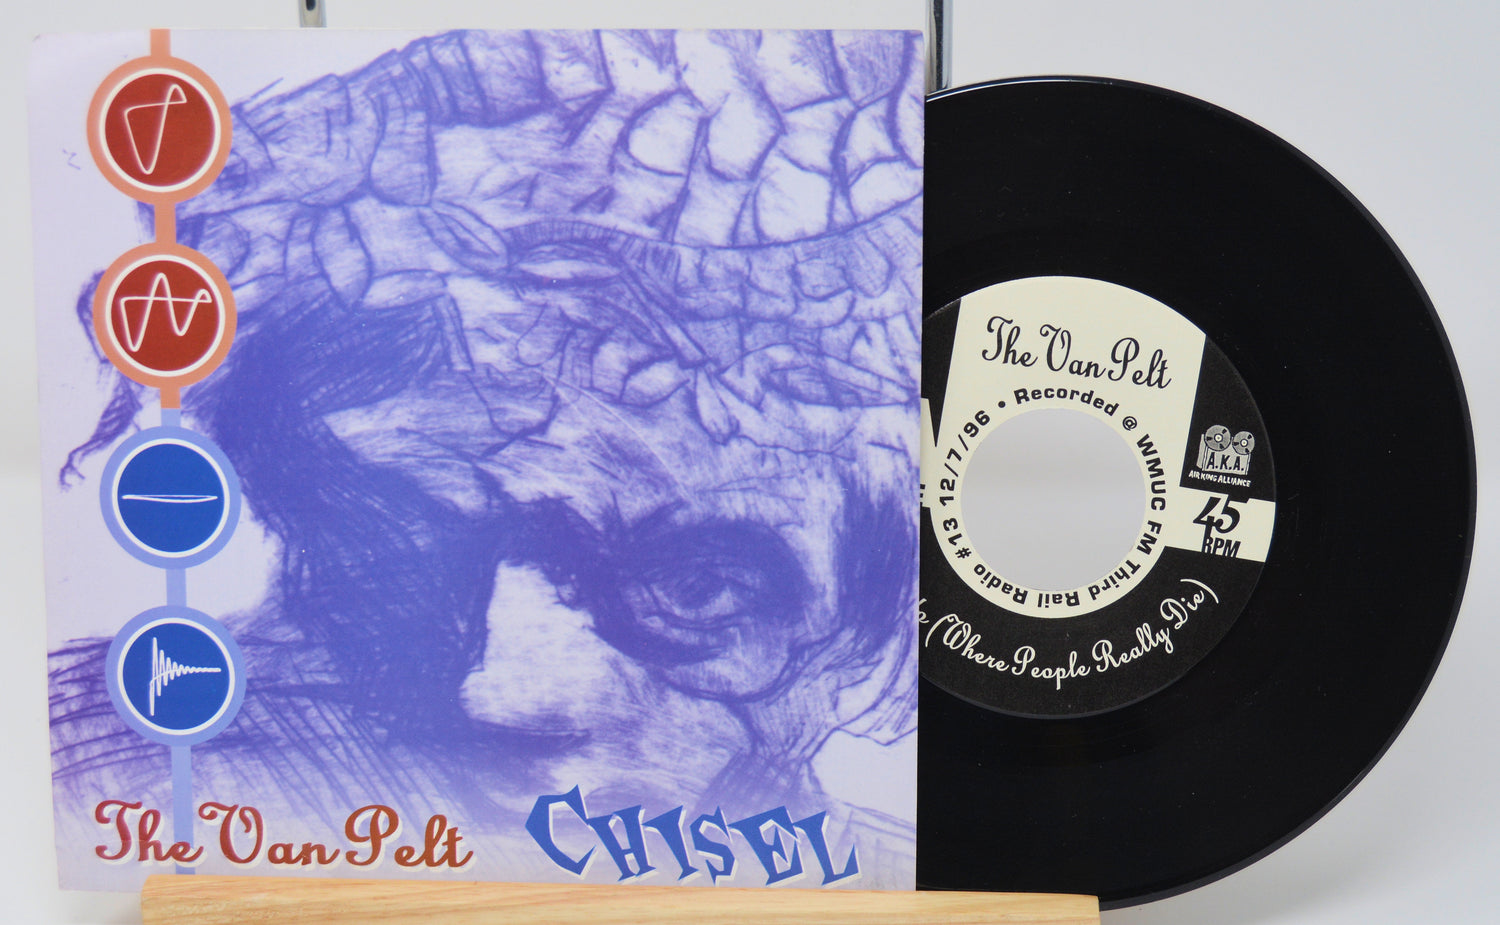 The Van Pelt
CHISEL
The Van Pelt
Recorded @ WMUC FM Third Rail Radio #13 12/7/96 •
A.K.A.
AIR KING ALLIANCE
45
RPM
(Where People Really Die)